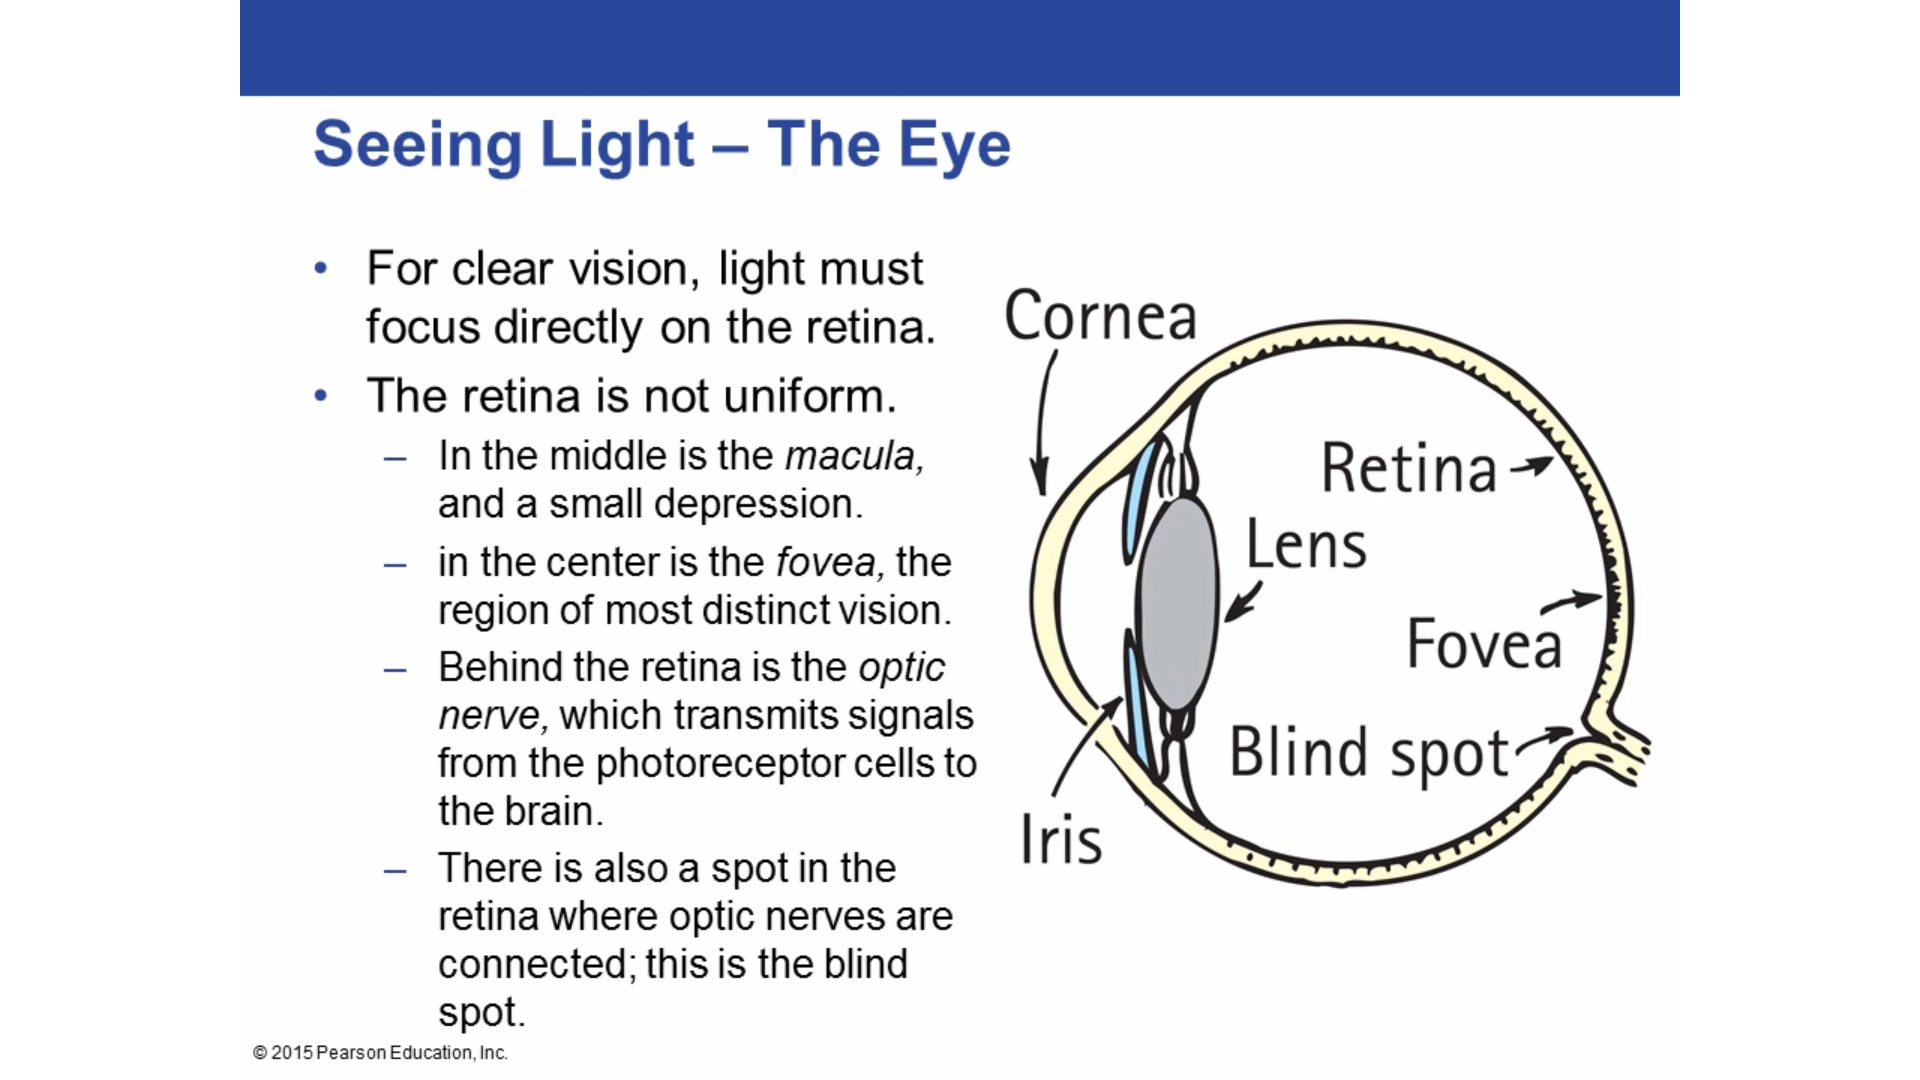 Seeing Light – The Eye
• For clear vision, light must
focus directly on the retina.
• The retina is not uniform.
– In the middle is the macula,
and a small depression.
– in the center is the fovea, the
region of most distinct vision.
– Behind the retina is the optic
nerve, which transmits signals
from the photoreceptor cells to
the brain.
– There is also a spot in the
retina where optic nerves are
connected; this is the blind
spot.
Cornea
Retina
Lens
Fovea
Blind spot
Iris
© 2015 Pearson Education, Inc.